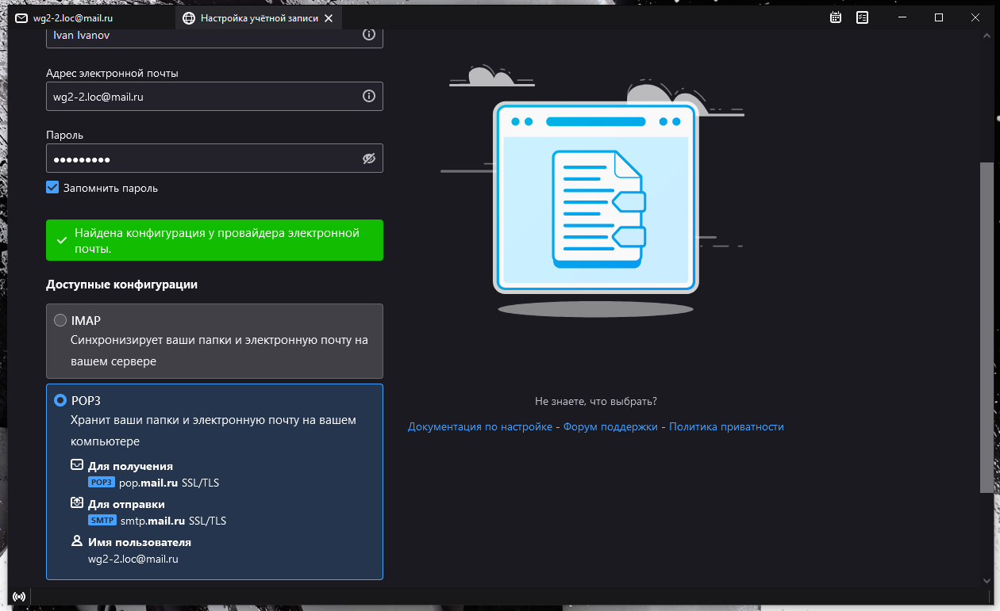 wg2-2.loc@mail.ru
Настройка учётной записи
Ivan Ivanov
Адрес электронной почты
wg2-2.loc@mail.ru
Пароль
Запомнить пароль
Найдена конфигурация у провайдера электронной
почты.
Доступные конфигурации
IMAP
Синхронизирует ваши папки и электронную почту на
вашем сервере
POP3
Хранит ваши папки и электронную почту на вашем
компьютере
Для получения
POP3 pop.mail.ru SSL/TLS
Для отправки
SMTP smtp.mail.ru SSL/TLS
Имя пользователя
wg2-2.loc@mail.ru
Не знаете, что выбрать?
Документация по настройке - Форум поддержки - Политика приватности